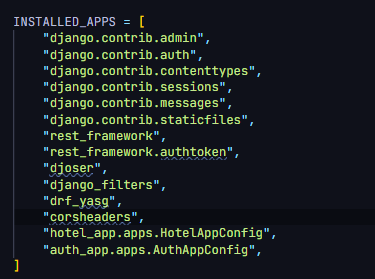 INSTALLED_APPS = [
"django.contrib.admin",
"django.contrib.auth",
"django.contrib.contenttypes",
"django.contrib.sessions",
"django.contrib.messages",
"django.contrib.staticfiles",
"rest_framework",
"rest_framework.authtoken",
"djoser",
"django_filters",
"drf_yasg",
"corsheaders",
"hotel_app.apps.HotelAppConfig",
"auth_app.apps.AuthAppConfig",
]